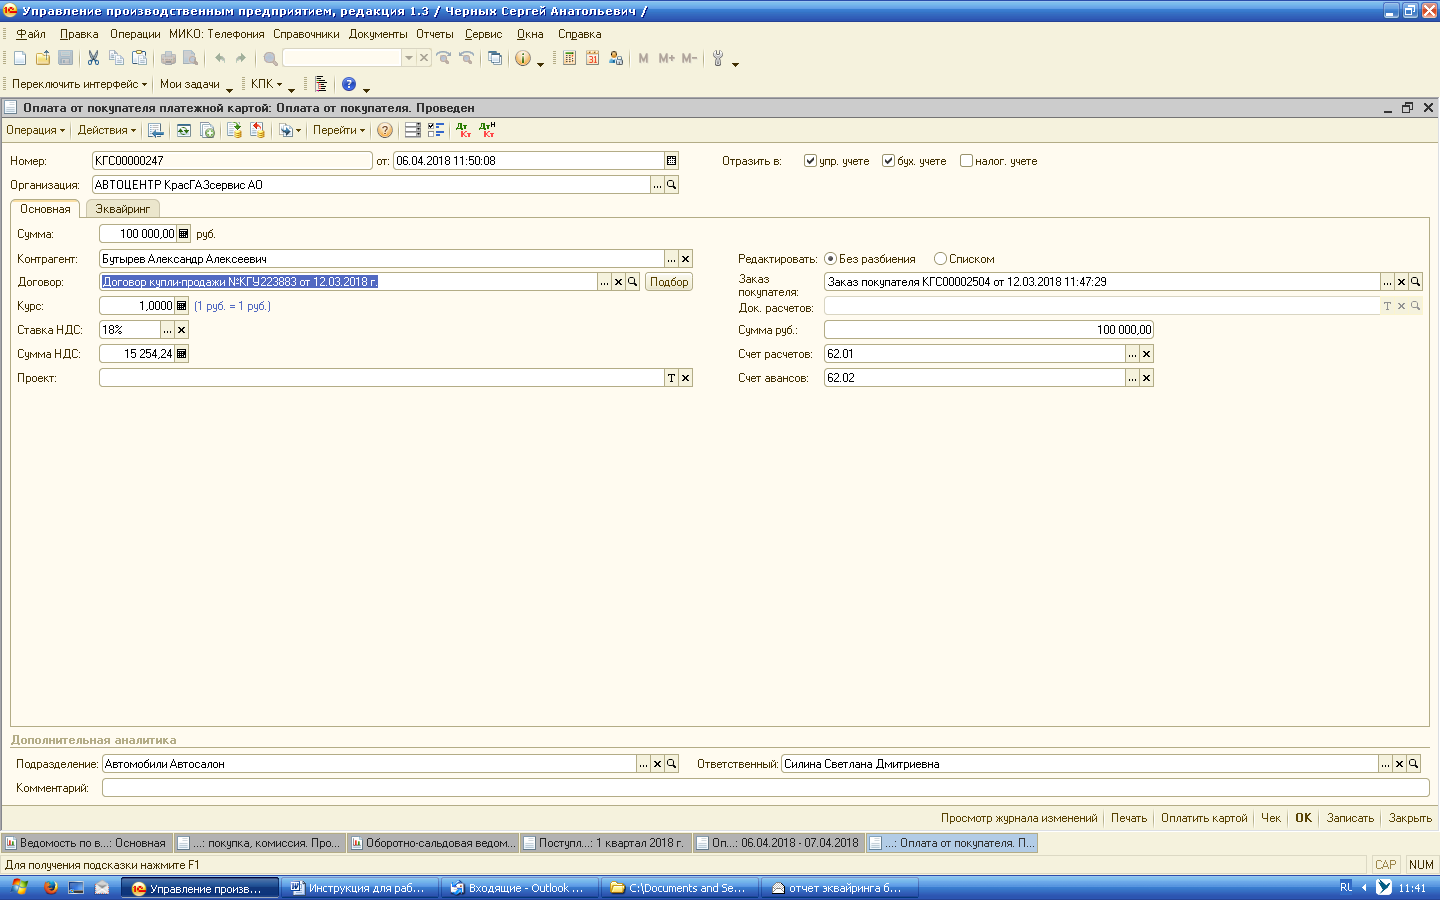 Управление производственным предприятием, редакция 1.3 / Черных Сергей Анатольевич /
Файл Правка Операции МИКО: Телефония Справочники Документы Отчеты Сервис Окна Справка
M M+ M-
Переключить интерфейс Мои задачи КПК
Оплата от покупателя платежной картой: Оплата от покупателя. Проведен
Операция Действия Перейти
Номер: КГС00000247 от: 06.04.2018 11:50:08 Отразить в: упр. учете бух. учете налог. учете
Организация: АВТОЦЕНТР КрасГАЗсервис АО
Основная Эквайринг
Сумма: 100 000,00 руб.
Контрагент: Бутырев Александр Алексеевич Редактировать: Без разбиения Списком
Договор: Договор купли-продажи №КГУ223883 от 12.03.2018 г. Подбор Заказ покупателя: Заказ покупателя КГС00002504 от 12.03.2018 11:47:29
Курс: 1,0000 (1 руб. = 1 руб.) Док. расчетов:
Ставка НДС: 18% Сумма руб.: 100 000,00
Сумма НДС: 15 254,24 Счет расчетов: 62.01
Проект: Счет авансов: 62.02
Дополнительная аналитика
Подразделение: Автомобили Автосалон Ответственный: Силина Светлана Дмитриевна
Комментарий:
Просмотр журнала изменений Печать Оплатить картой Чек OK Записать Закрыть
Ведомость по в...: Основная ...: покупка, комиссия. Про... Оборотно-сальдовая ведом... Поступл...: 1 квартал 2018 г. Оп...: 06.04.2018 - 07.04.2018 ...: Оплата от покупателя. П...
Для получения подсказки нажмите F1 CAP NUM
Управление произв... Инструкция для раб... Входящие - Outlook ... C:\Documents and Se... отчет эквайринга б... RL 11:41